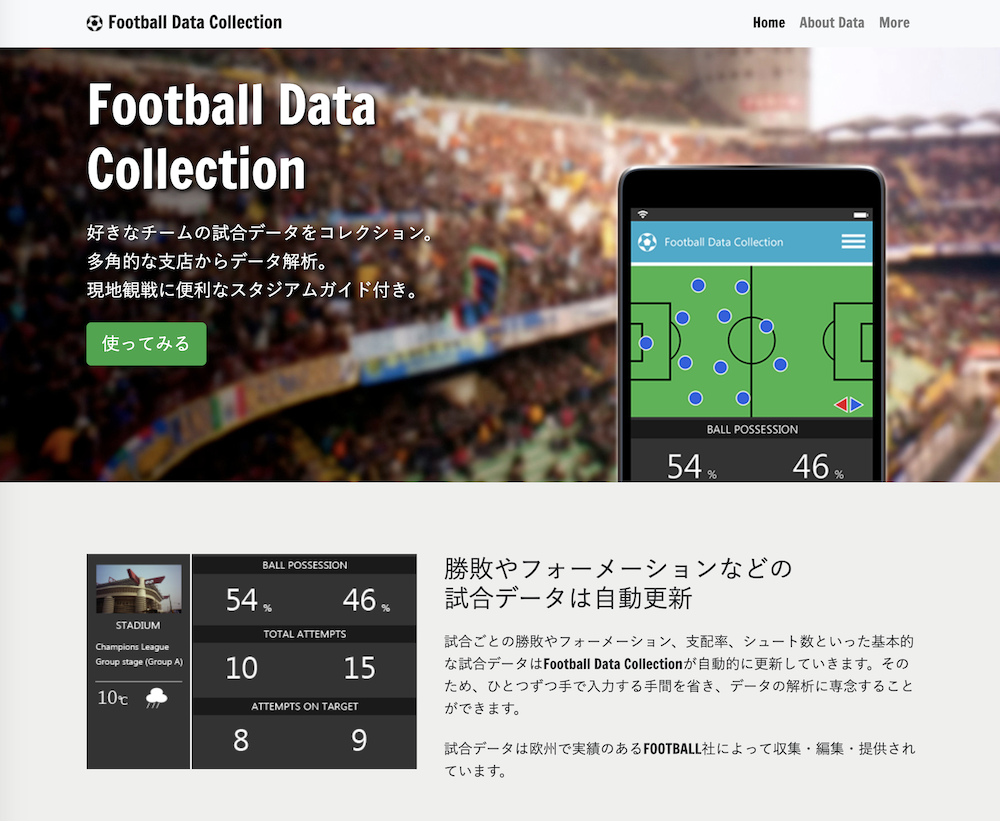 Football Data Collection
Home About Data More
Football Data
Collection
好きなチームの試合データをコレクション。
多角的な支店からデータ解析。
現地観戦に便利なスタジアムガイド付き。
使ってみる
Football Data Collection
BALL POSSESSION
54 % 46 %
STADIUM
Champions League
Group stage (Group A)
10℃
BALL POSSESSION
54 % 46 %
TOTAL ATTEMPTS
10 15
ATTEMPTS ON TARGET
8 9
勝敗やフォーメーションなどの
試合データは自動更新
試合ごとの勝敗やフォーメーション、支配率、シュート数といった基本的
な試合データはFootball Data Collectionが自動的に更新していきます。その
ため、ひとつずつ手で入力する手間を省き、データの解析に専念すること
ができます。
試合データは欧州で実績のあるFOOTBALL社によって収集・編集・提供され
ています。